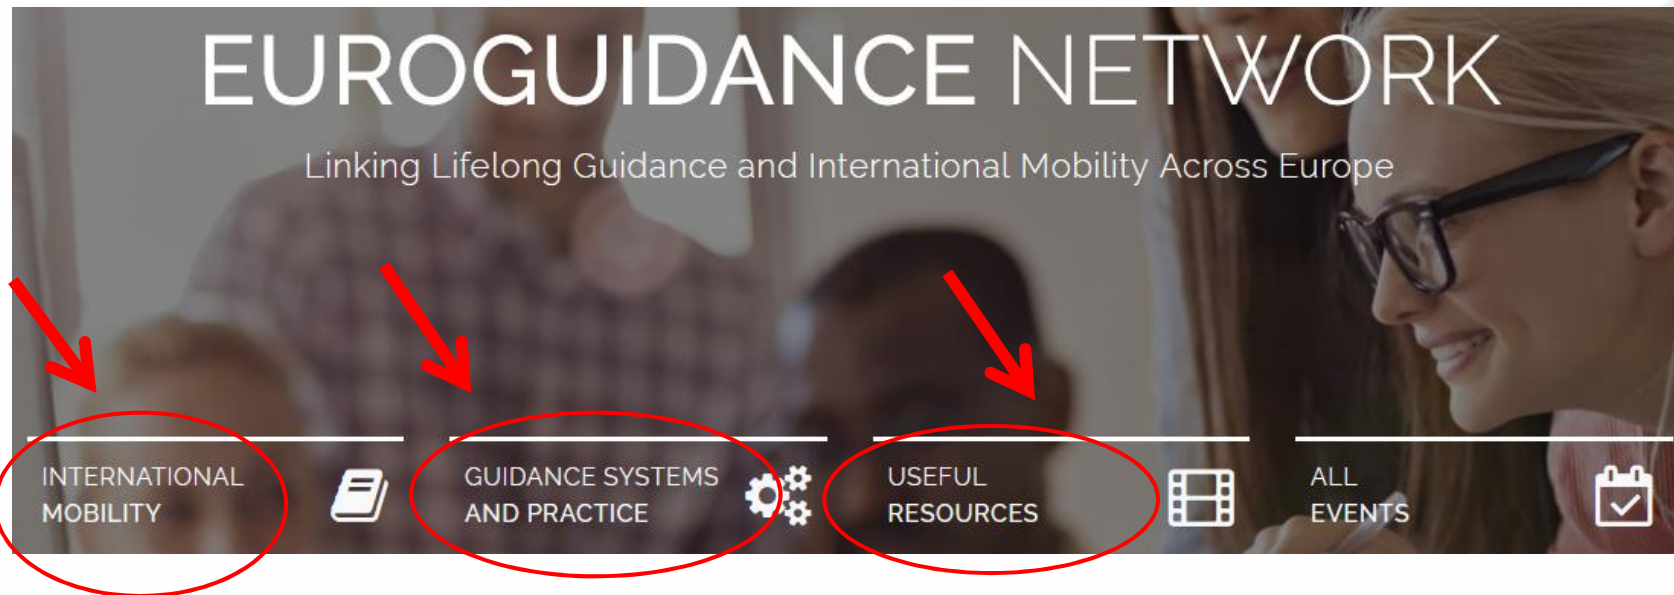 EUROGUIDANCE NETWORK
Linking Lifelong Guidance and International Mobility Across Europe
INTERNATIONAL
MOBILITY
GUIDANCE SYSTEMS
AND PRACTICE
USEFUL
RESOURCES
ALL
EVENTS